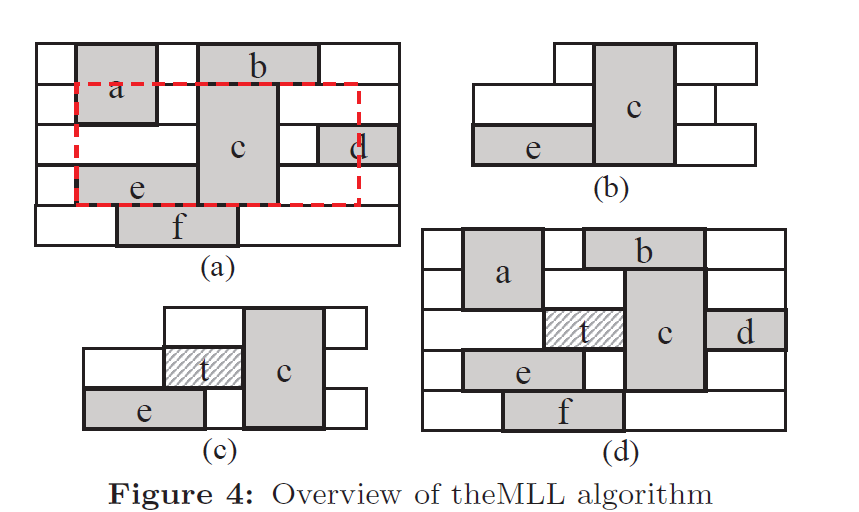 a
b
c
d
e
f
(a)
c
e
(b)
t
c
e
(c)
a
b
t
c
d
e
f
(d)
Figure 4: Overview of theMLL algorithm